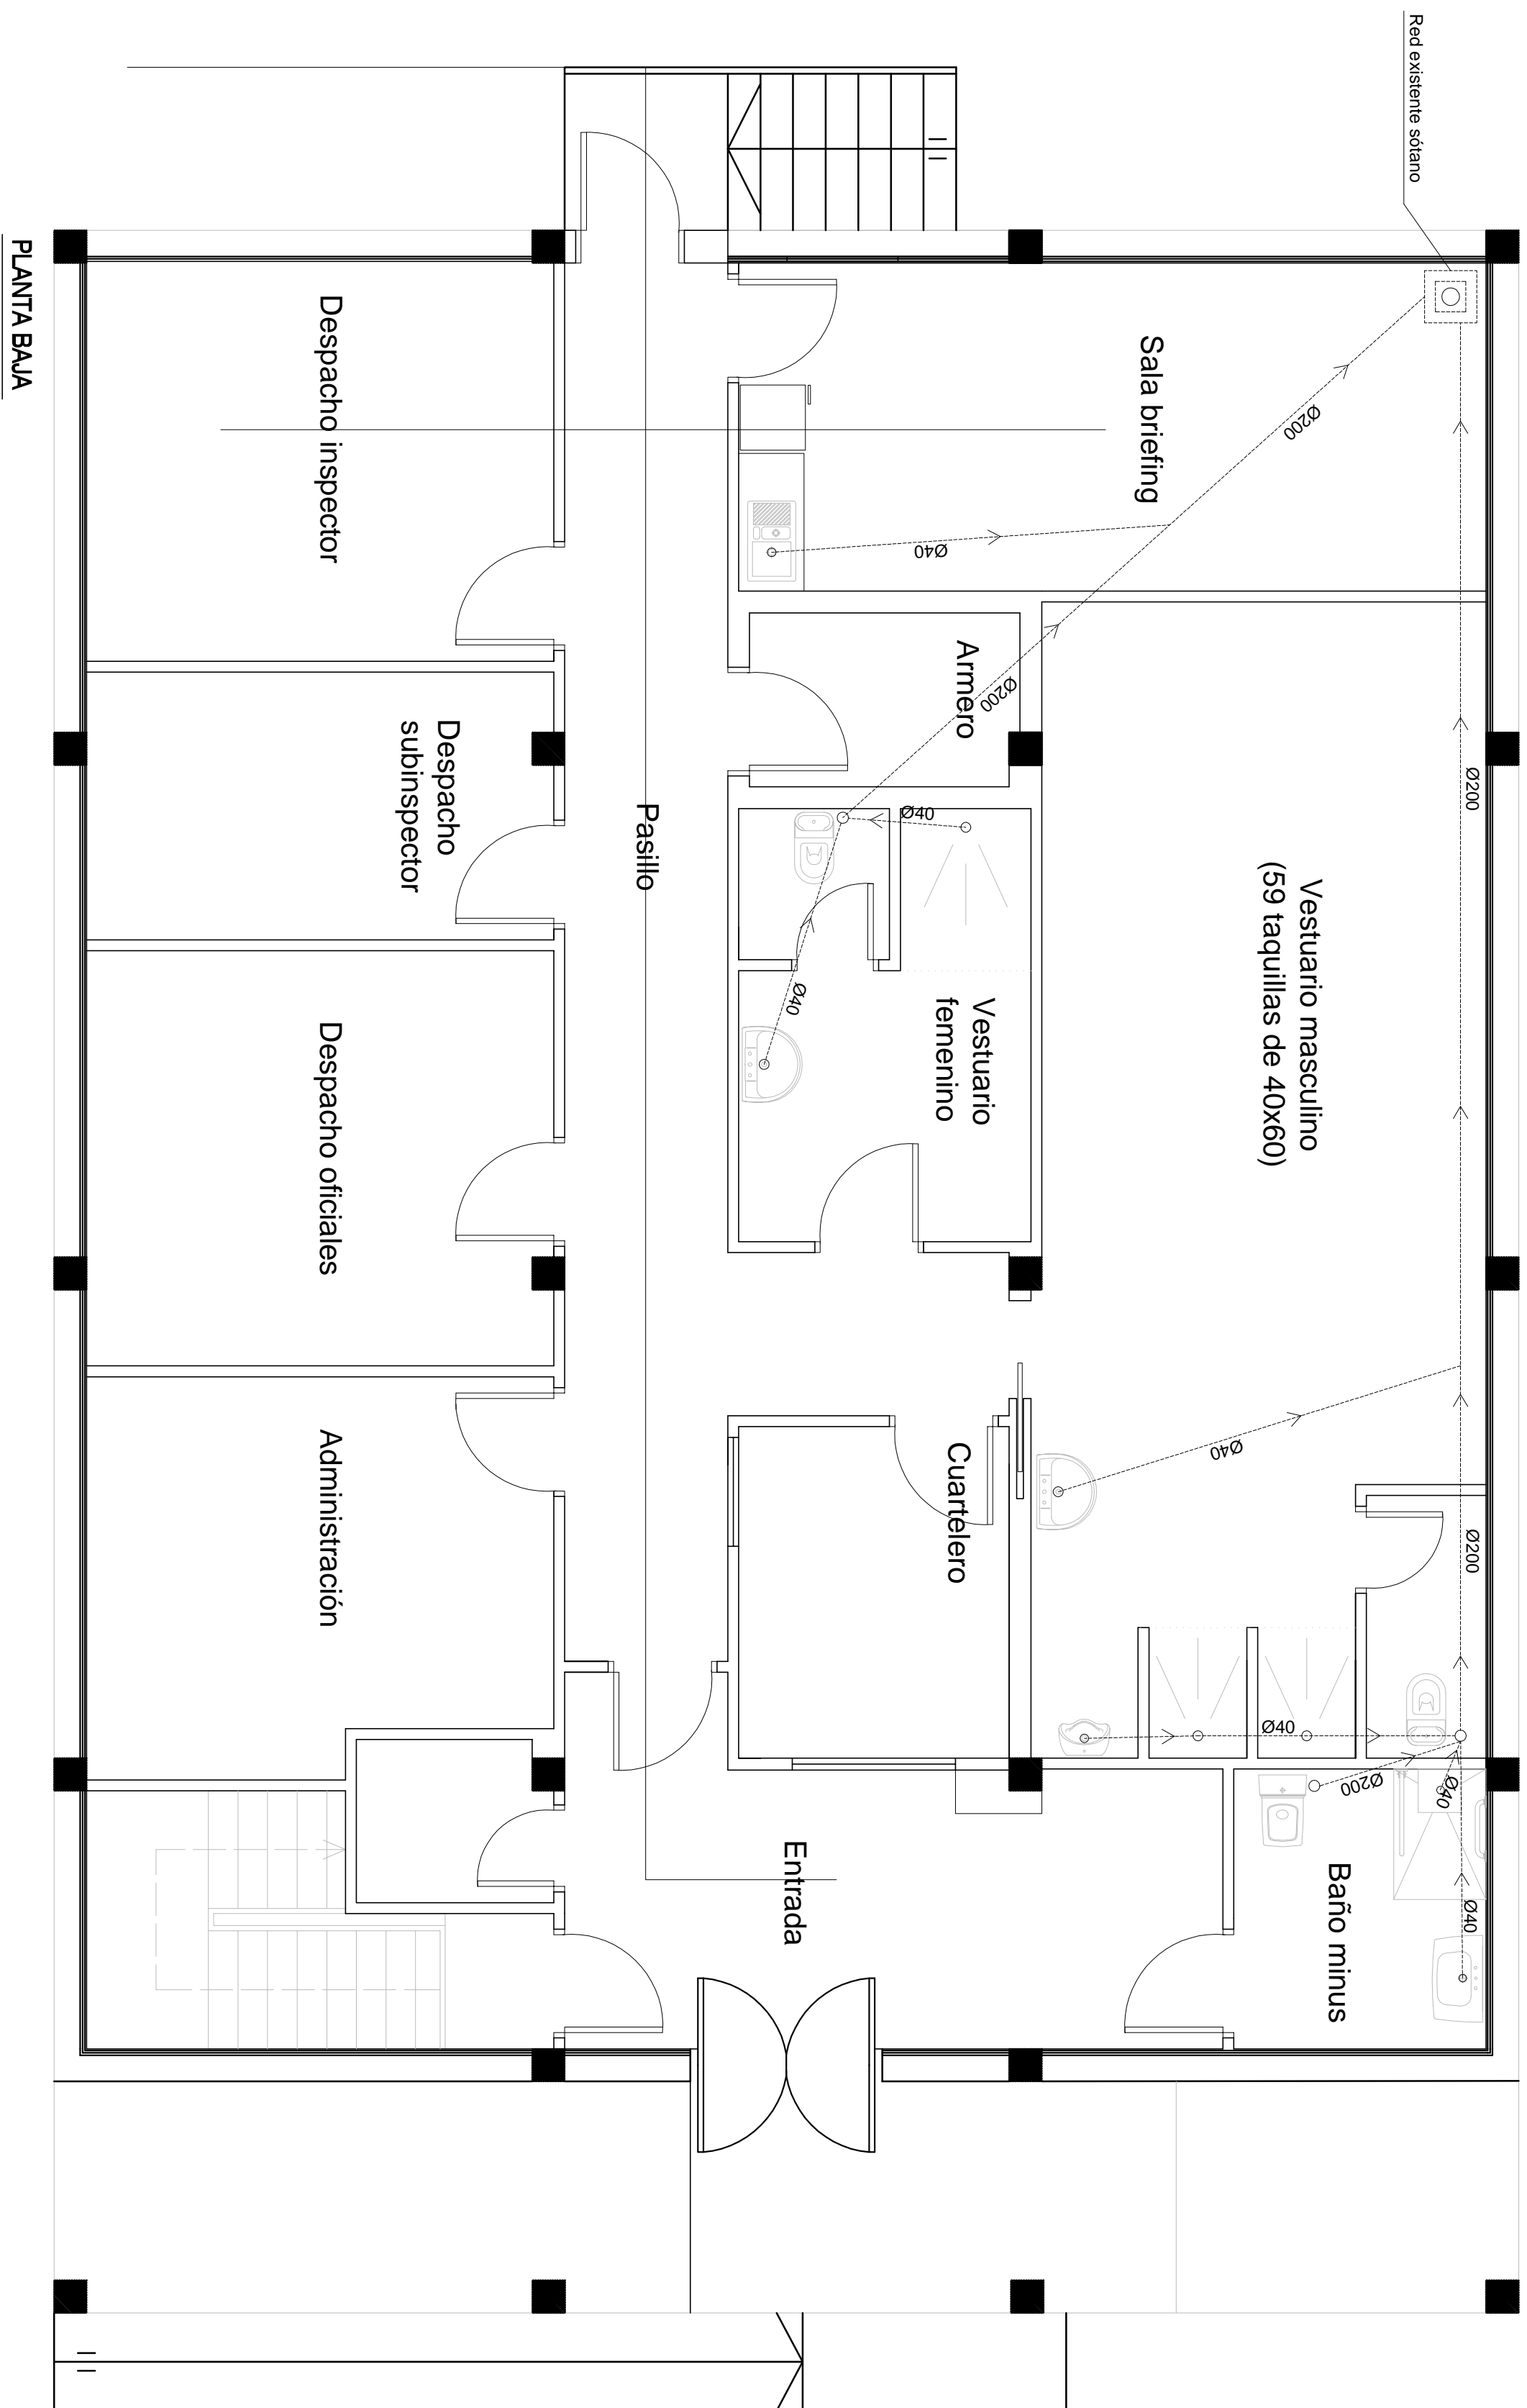 Red existente sótano
Ø200
Sala briefing
Ø40
Ø200
Ø200
Vestuario masculino
(59 taquillas de 40x60)
Armero
Ø40
Ø40
Vestuario
femenino
Ø40
Ø200
Ø40
Ø200
Ø40
Ø40
Baño minus
Cuartelero
Entrada
Pasillo
Despacho inspector
Despacho
subinspector
Despacho oficiales
Administración
PLANTA BAJA